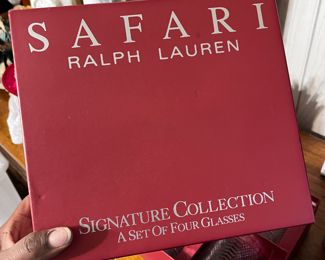 SAFARI
RALPH LAUREN
SIGNATURE COLLECTION
A SET OF FOUR GLASSES